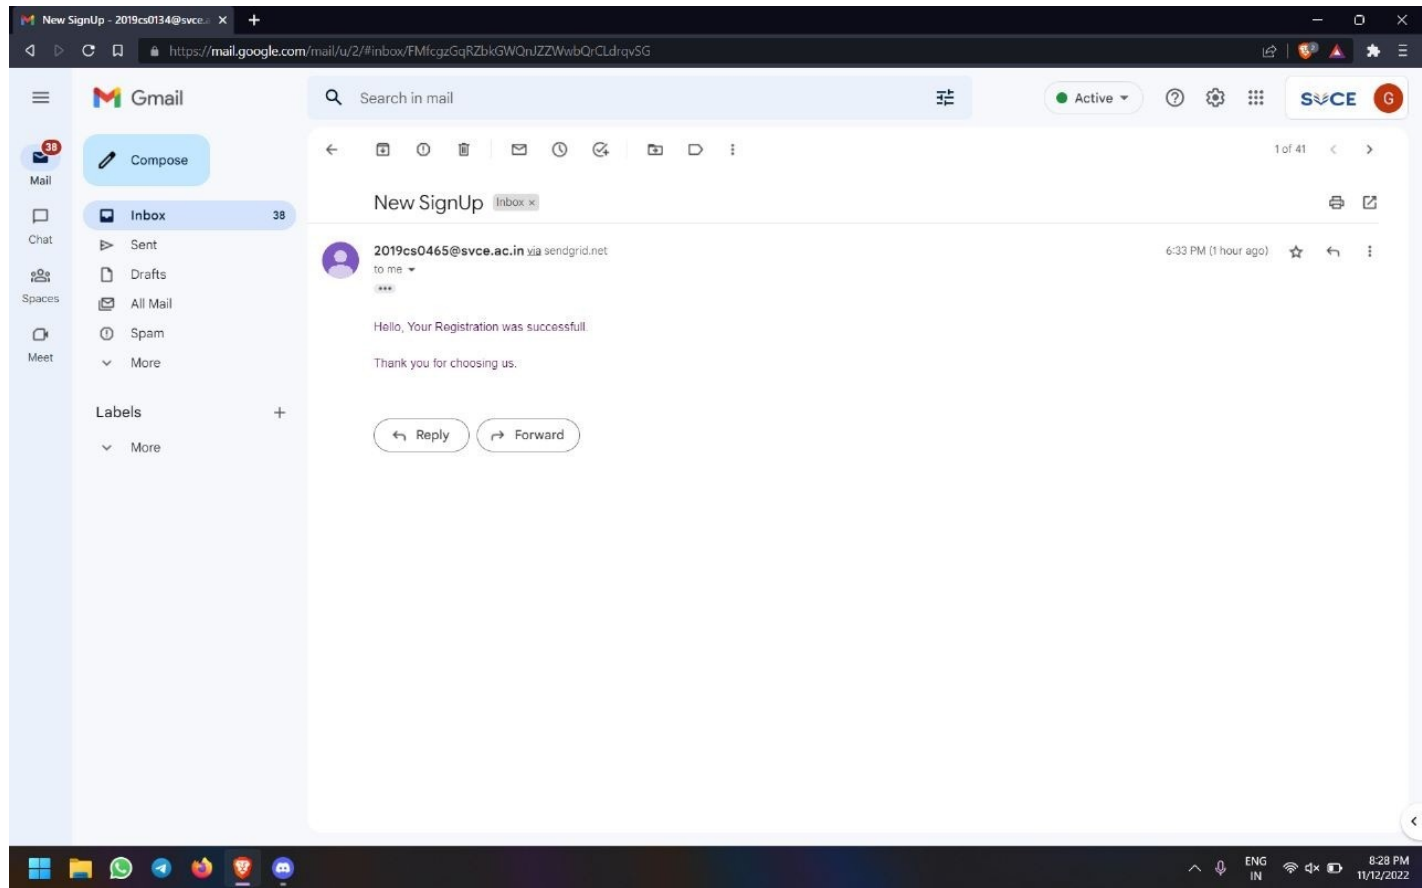 New SignUp - 2019cs0134@svce.a
https://mail.google.com/mail/u/2/#inbox/FMfcgzGqRZbkGWQnJZZWwbQrCLdrqvSG
Gmail
Search in mail
Active
SVCE
G
38
Mail
Compose
1 of 41
New SignUp
Inbox ×
Inbox
38
Chat
Sent
2019cs0465@svce.ac.in via sendgrid.net
6:33 PM (1 hour ago)
to me
Drafts
Spaces
All Mail
Hello, Your Registration was successfull.
Spam
Meet
More
Thank you for choosing us.
Labels
Reply
Forward
More
ENG
IN
8:28 PM
11/12/2022